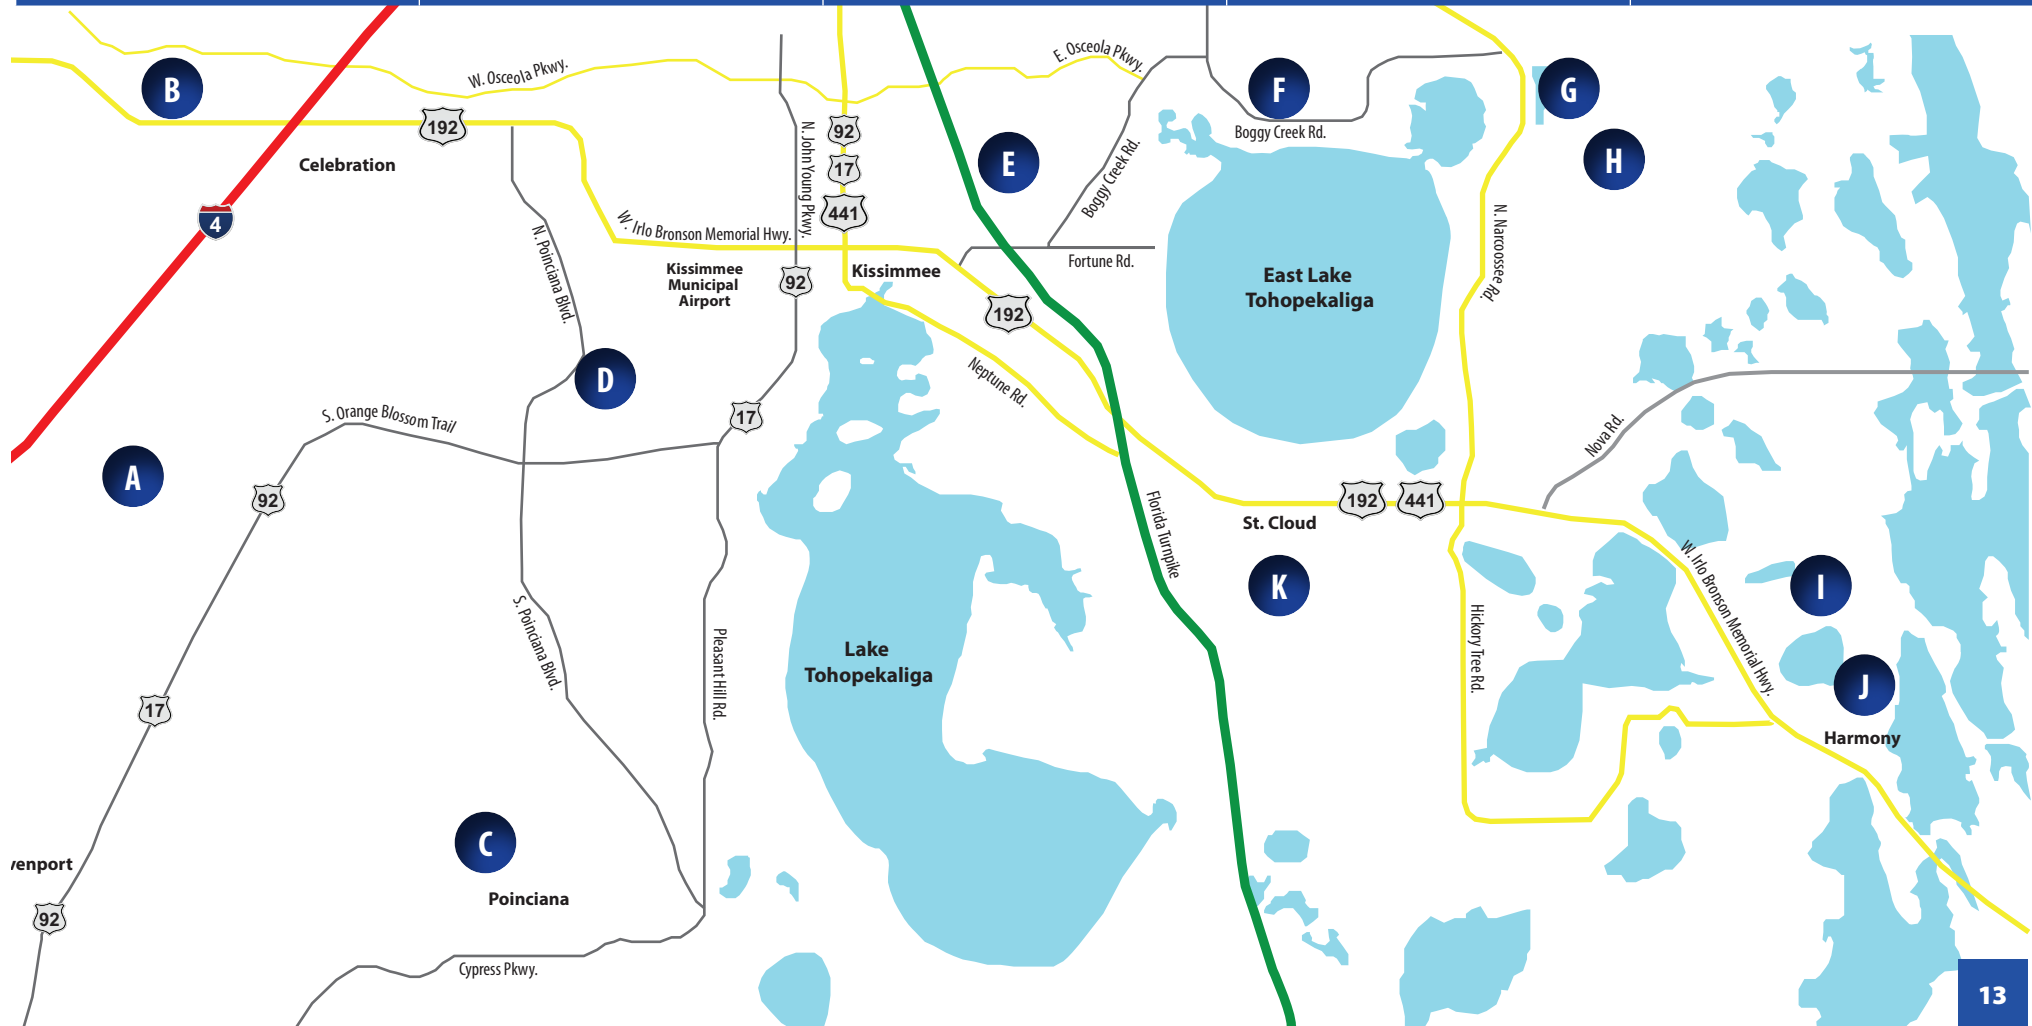 W. Osceola Pkwy.
E. Osceola Pkwy.
B
F
G
192
92
Boggy Creek Rd.
Celebration
N. John Young Pkwy.
17
E
Boggy Creek Rd.
H
4
441
N. Poinciana Blvd.
W. Irlo Bronson Memorial Hwy.
Fortune Rd.
N. Narcoossee Rd.
Kissimmee
Municipal
Airport
92
Kissimmee
East Lake
Tohopekaliga
192
D
Neptune Rd.
17
S. Orange Blossom Trail
Nova Rd.
A
92
192
441
St. Cloud
Florida Turnpike
K
I
W. Irlo Bronson Memorial Hwy.
S. Poinciana Blvd.
Pleasant Hill Rd.
Lake
Tohopekaliga
Hickory Tree Rd.
J
17
Harmony
C
venport
Poinciana
92
Cypress Pkwy.
13